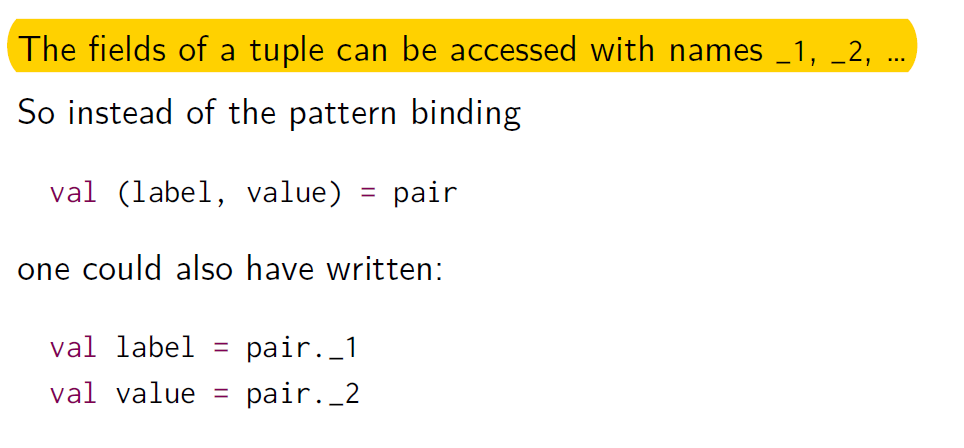 The fields of a tuple can be accessed with names _1, _2, …
So instead of the pattern binding
val (label, value) = pair
one could also have written:
val label = pair._1
val value = pair._2